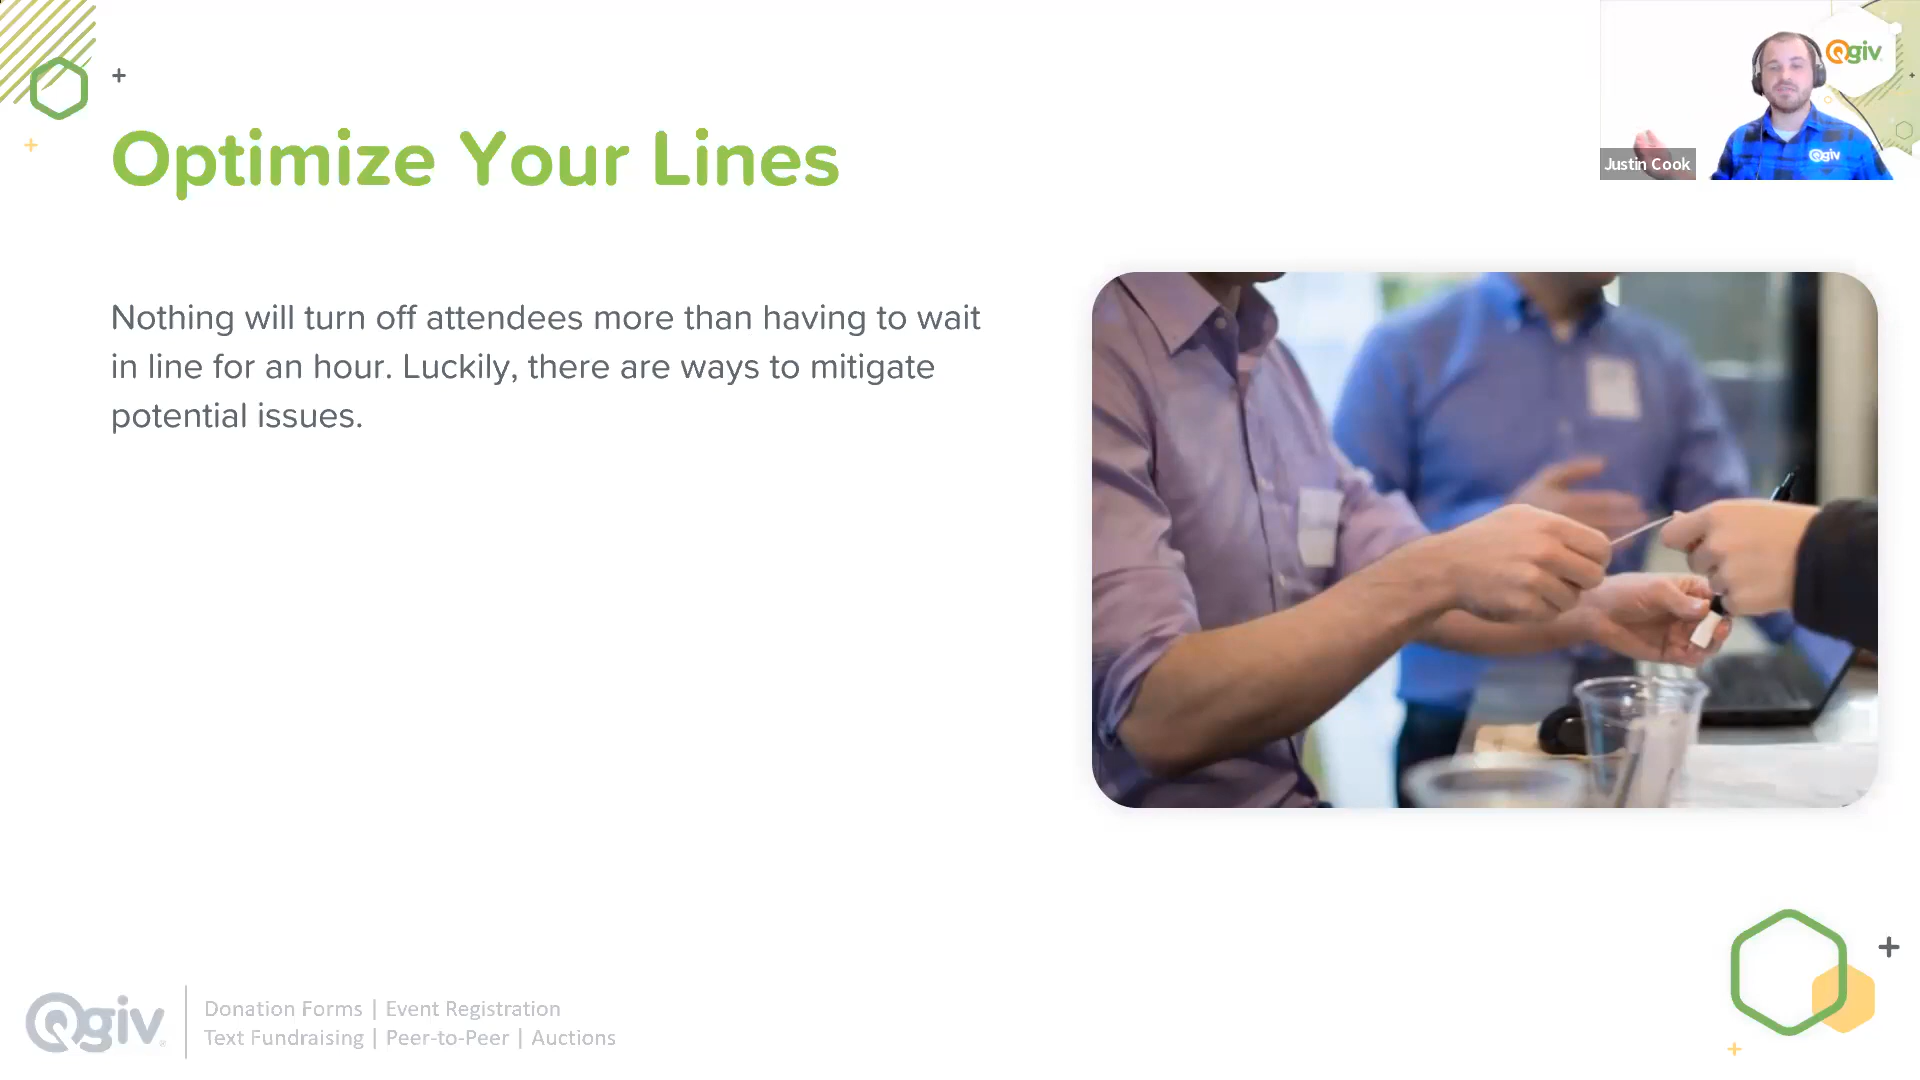 Optimize Your Lines
Qgiv
Qgiv
Justin Cook
Nothing will turn off attendees more than having to wait
in line for an hour. Luckily, there are ways to mitigate
potential issues.
Qgiv
Donation Forms | Event Registration
Text Fundraising | Peer-to-Peer | Auctions